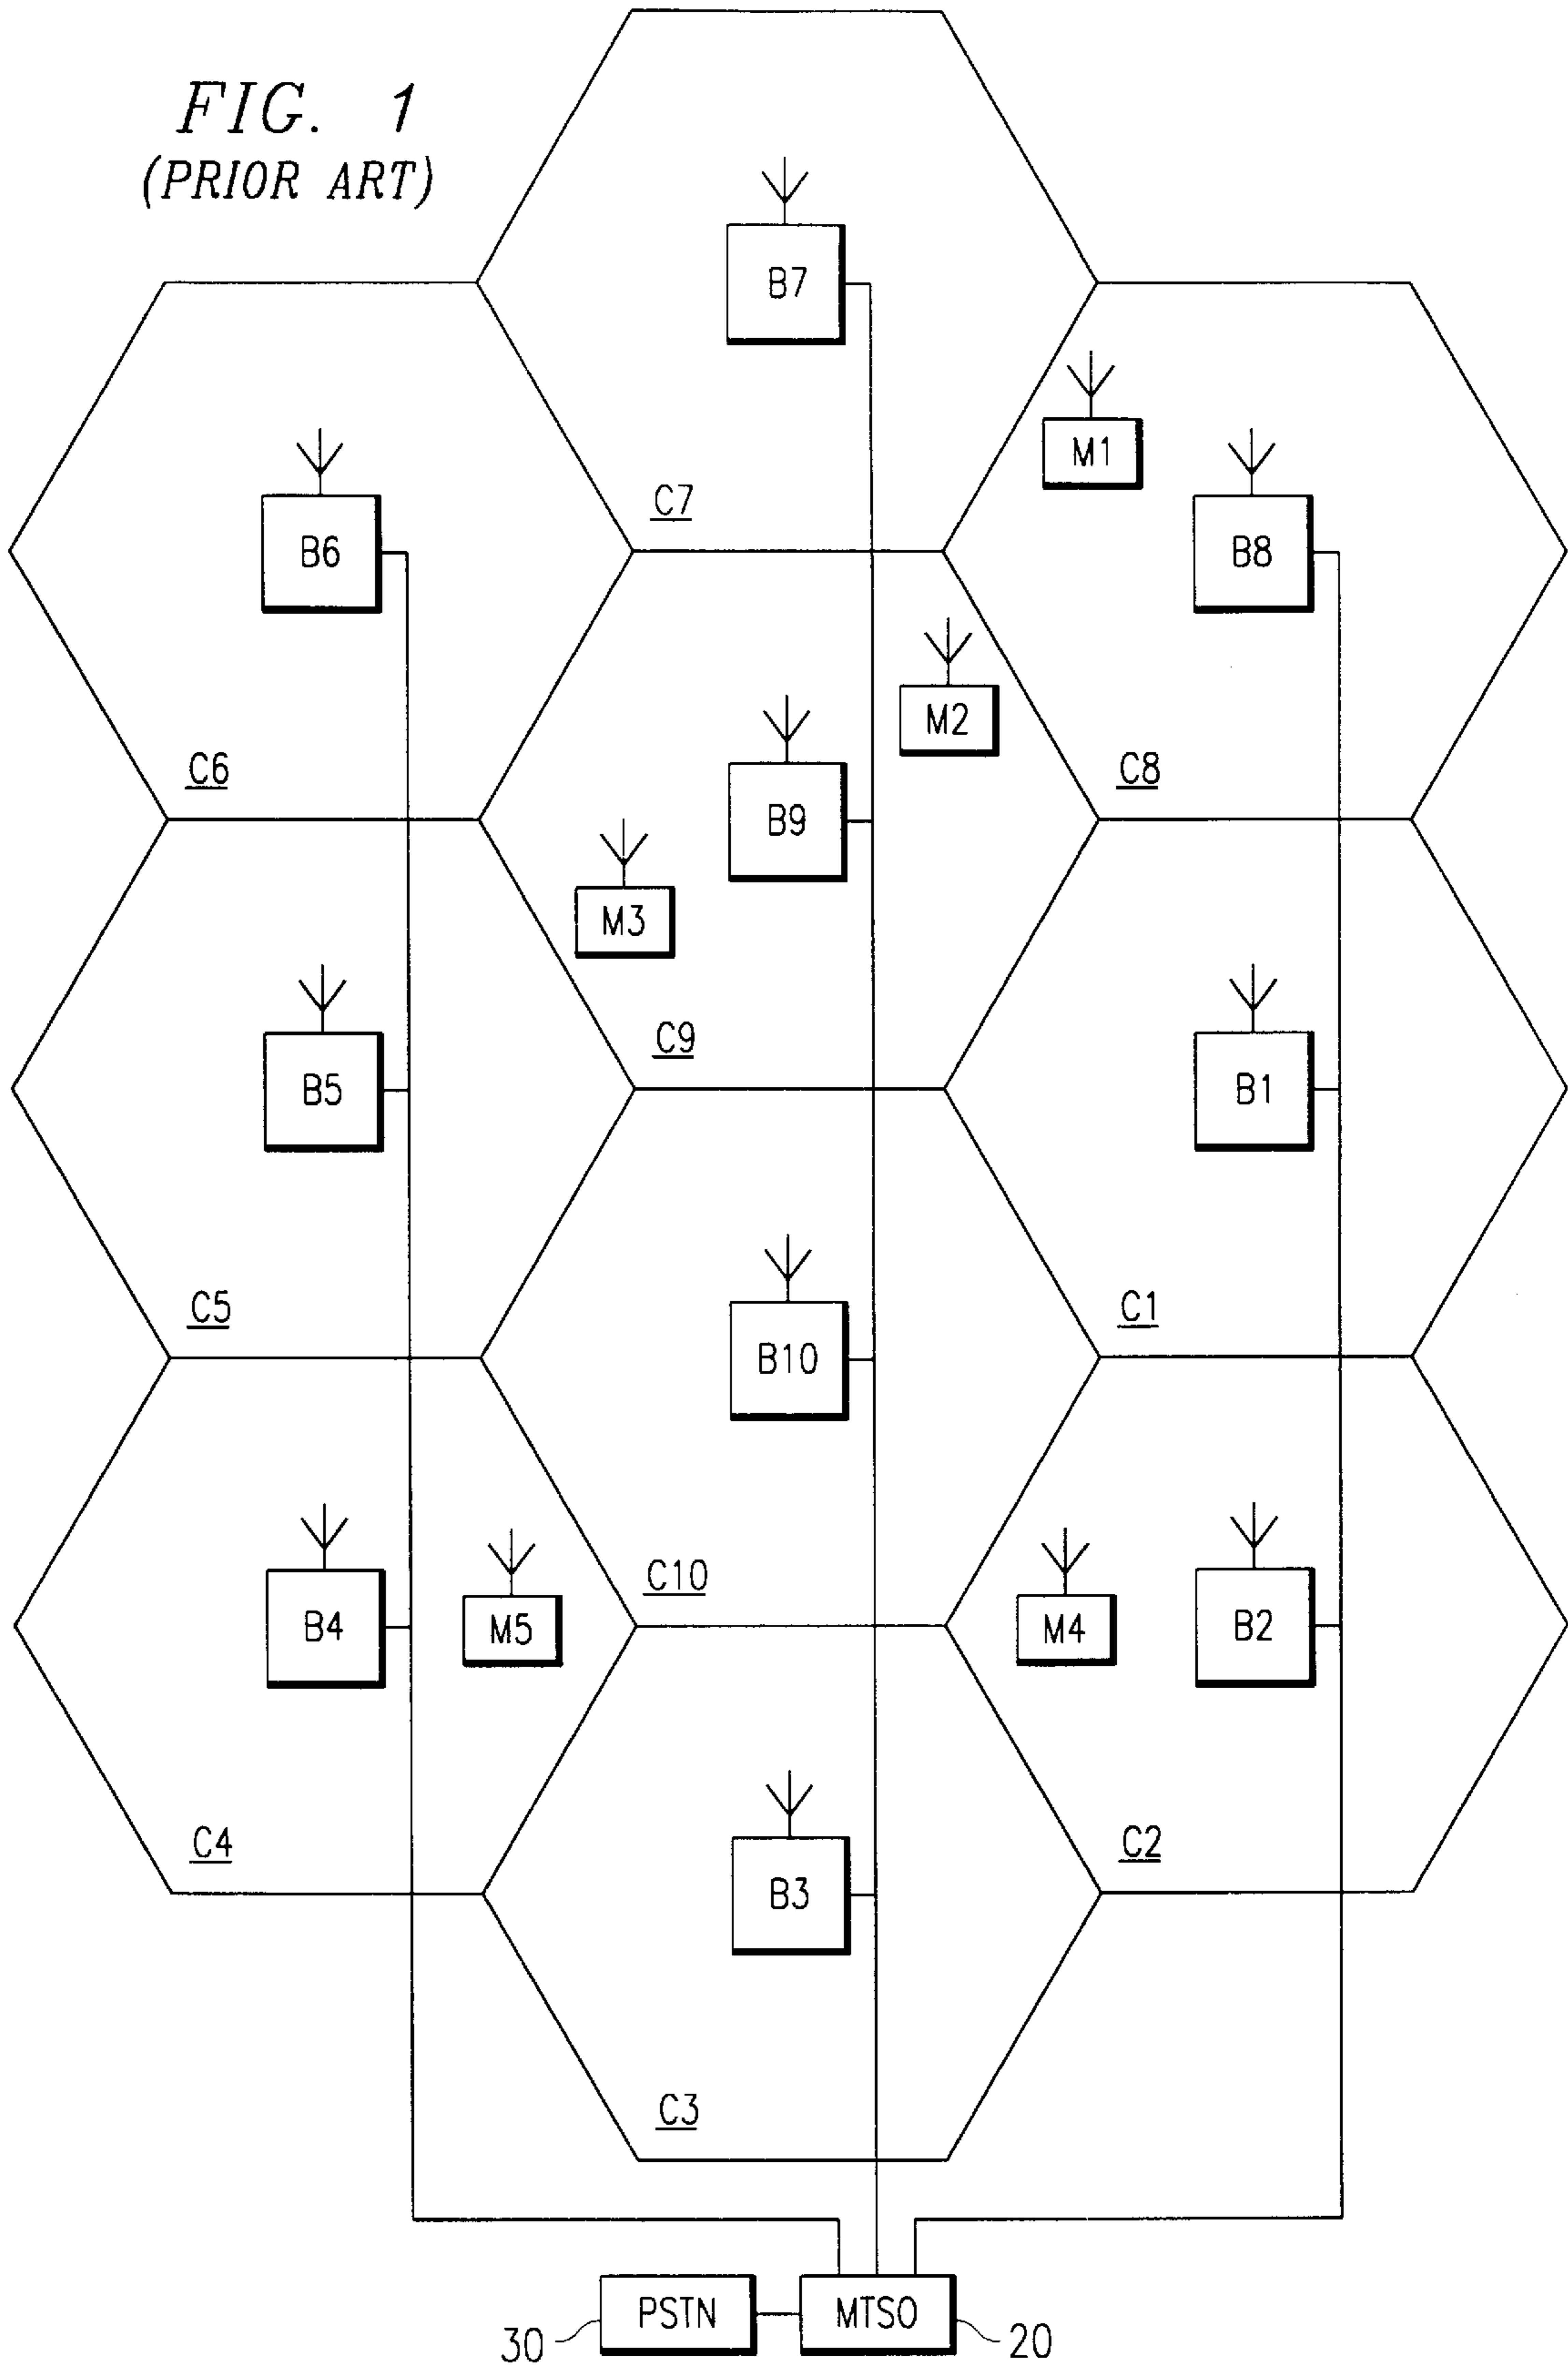 FIG. 1
(PRIOR ART)
B7
M1
C7
B6
B8
M2
C6
B9
C8
M3
C9
B5
B1
C5
B10
C1
C10
B4
M5
M4
B2
C4
B3
C2
C3
PSTN
MTSO
30
20